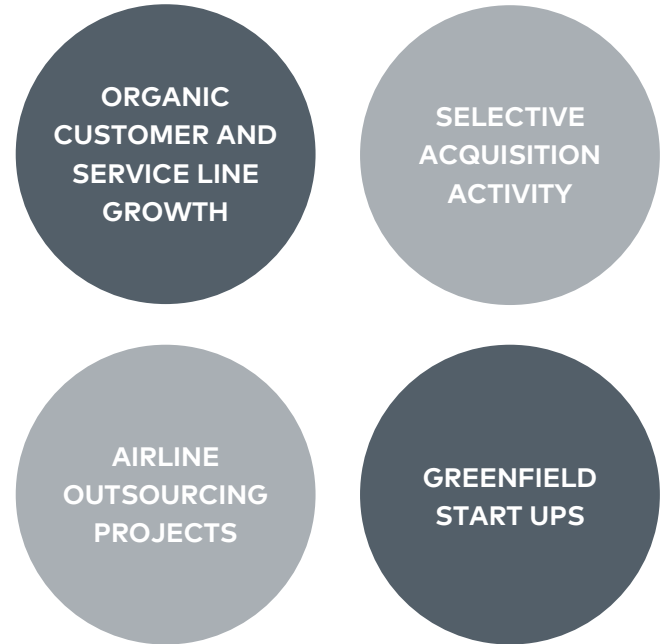 ORGANIC
CUSTOMER AND
SERVICE LINE
GROWTH
SELECTIVE
ACQUISITION
ACTIVITY
AIRLINE
OUTSOURCING
PROJECTS
GREENFIELD
START UPS